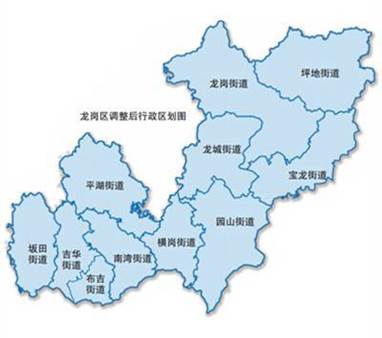 坪地街道
龙岗街道
龙岗区调整后行政区划图
龙城街道
宝龙街道
平湖街道
园山街道
横岗街道
坂田
街道
吉华
街道
南湾街道
布吉
街道